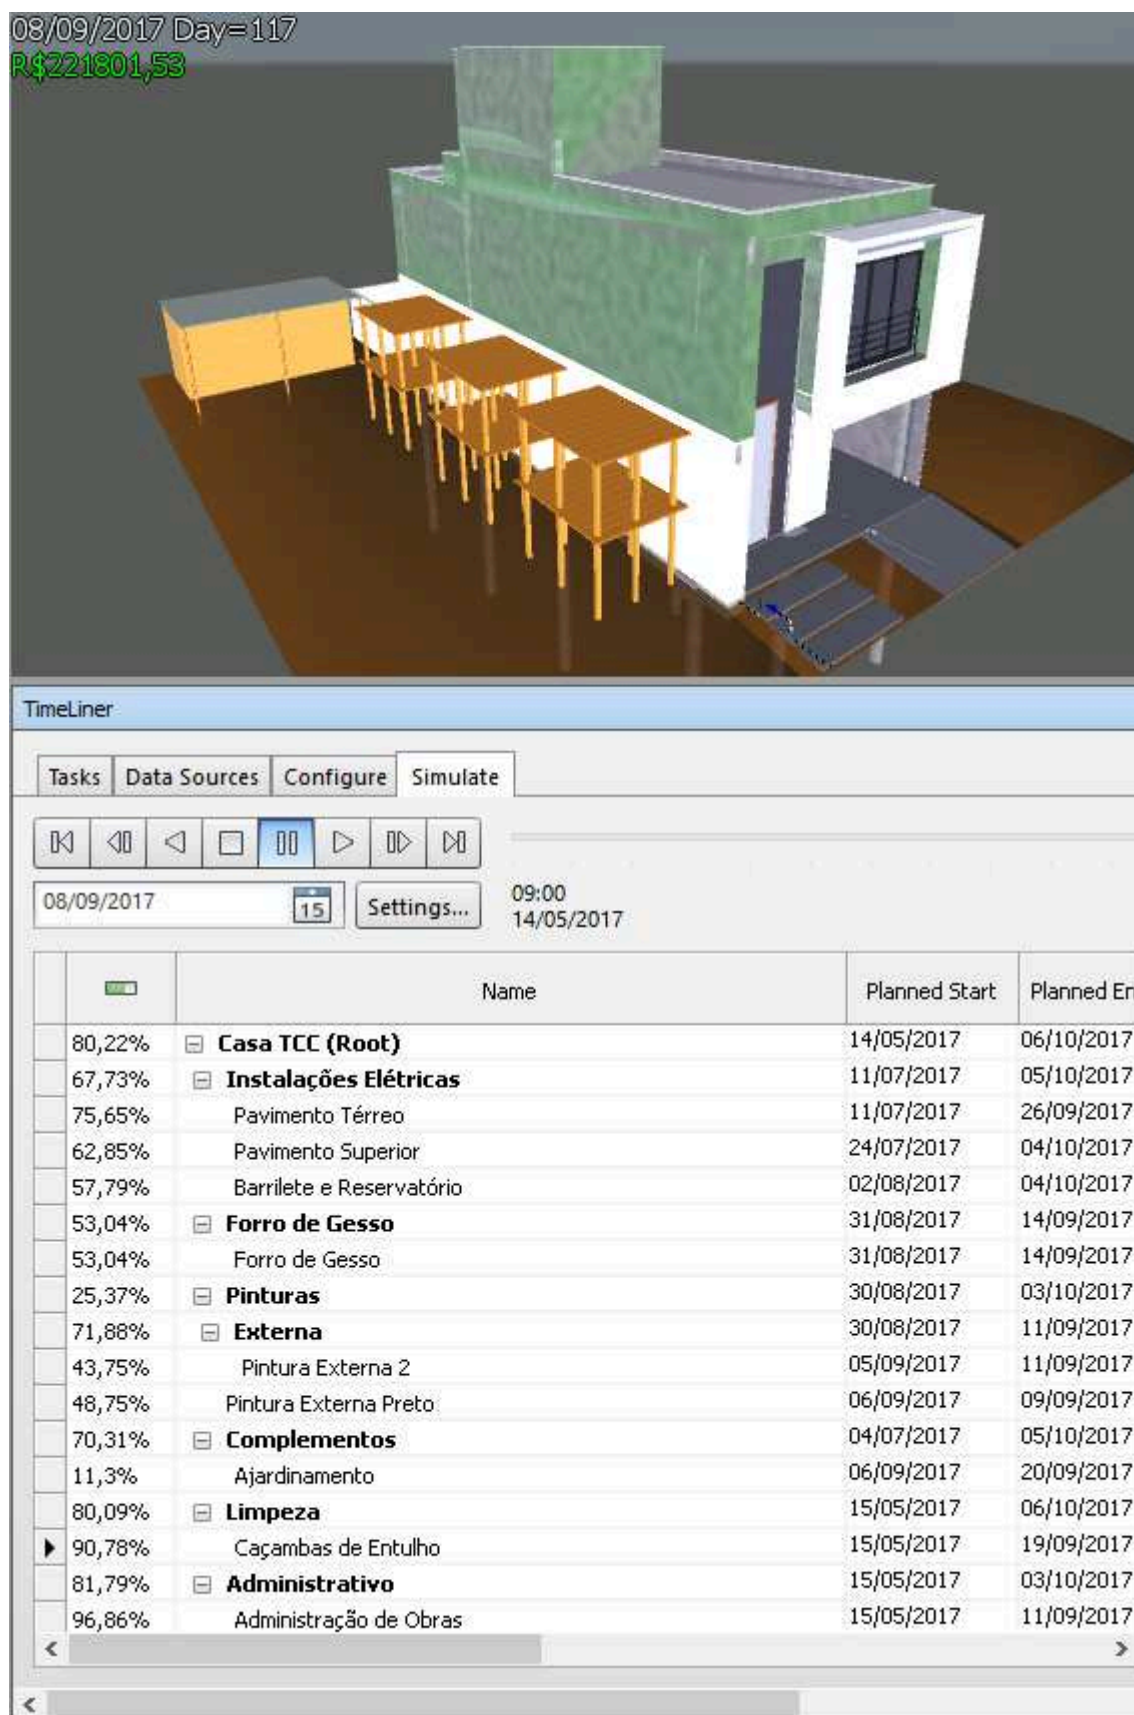 08/09/2017 Day=117
R$221801,53
TimeLiner
Tasks Data Sources Configure Simulate
08/09/2017 15 Settings... 09:00
14/05/2017
Name Planned Start Planned En
80,22% Casa TCC (Root) 14/05/2017 06/10/2017
67,73% Instalações Elétricas 11/07/2017 05/10/2017
75,65% Pavimento Térreo 11/07/2017 26/09/2017
62,85% Pavimento Superior 24/07/2017 04/10/2017
57,79% Barrilete e Reservatório 02/08/2017 04/10/2017
53,04% Forro de Gesso 31/08/2017 14/09/2017
53,04% Forro de Gesso 31/08/2017 14/09/2017
25,37% Pinturas 30/08/2017 03/10/2017
71,88% Externa 30/08/2017 11/09/2017
43,75% Pintura Externa 2 05/09/2017 11/09/2017
48,75% Pintura Externa Preto 06/09/2017 09/09/2017
70,31% Complementos 04/07/2017 05/10/2017
11,3% Ajardinamento 06/09/2017 20/09/2017
80,09% Limpeza 15/05/2017 06/10/2017
90,78% Caçambas de Entulho 15/05/2017 19/09/2017
81,79% Administrativo 15/05/2017 03/10/2017
96,86% Administração de Obras 15/05/2017 11/09/2017